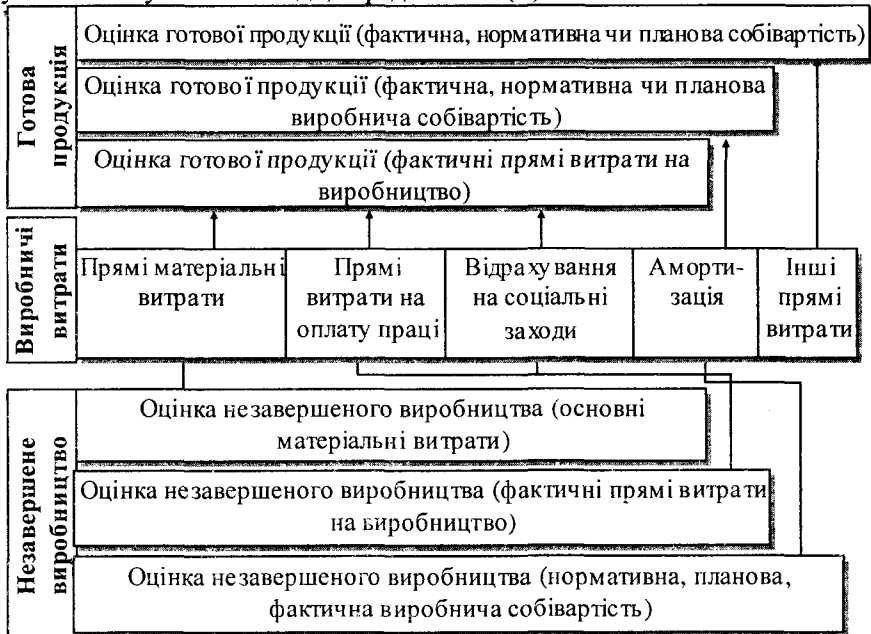 Готова
продукція
Оцінка готової продукції (фактична, нормативна чи планова собівартість)
Оцінка готової продукції (фактична, нормативна чи планова
виробнича собівартість)
Оцінка готової продукції (фактичні прямі витрати на
виробництво)
Виробничі
витрати
Прямі матеріальні
витрати
Прямі
витрати на
оплату праці
Відрахування
на соціальні
заходи
Аморти-
зація
Інші
прямі
витрати
Незавершене
виробництво
Оцінка незавершеного виробництва (основні
матеріальні витрати)
Оцінка незавершеного виробництва (фактичні прямі витрати
на виробництво)
Оцінка незавершеного виробництва (нормативна, планова,
фактична виробнича собівартість)